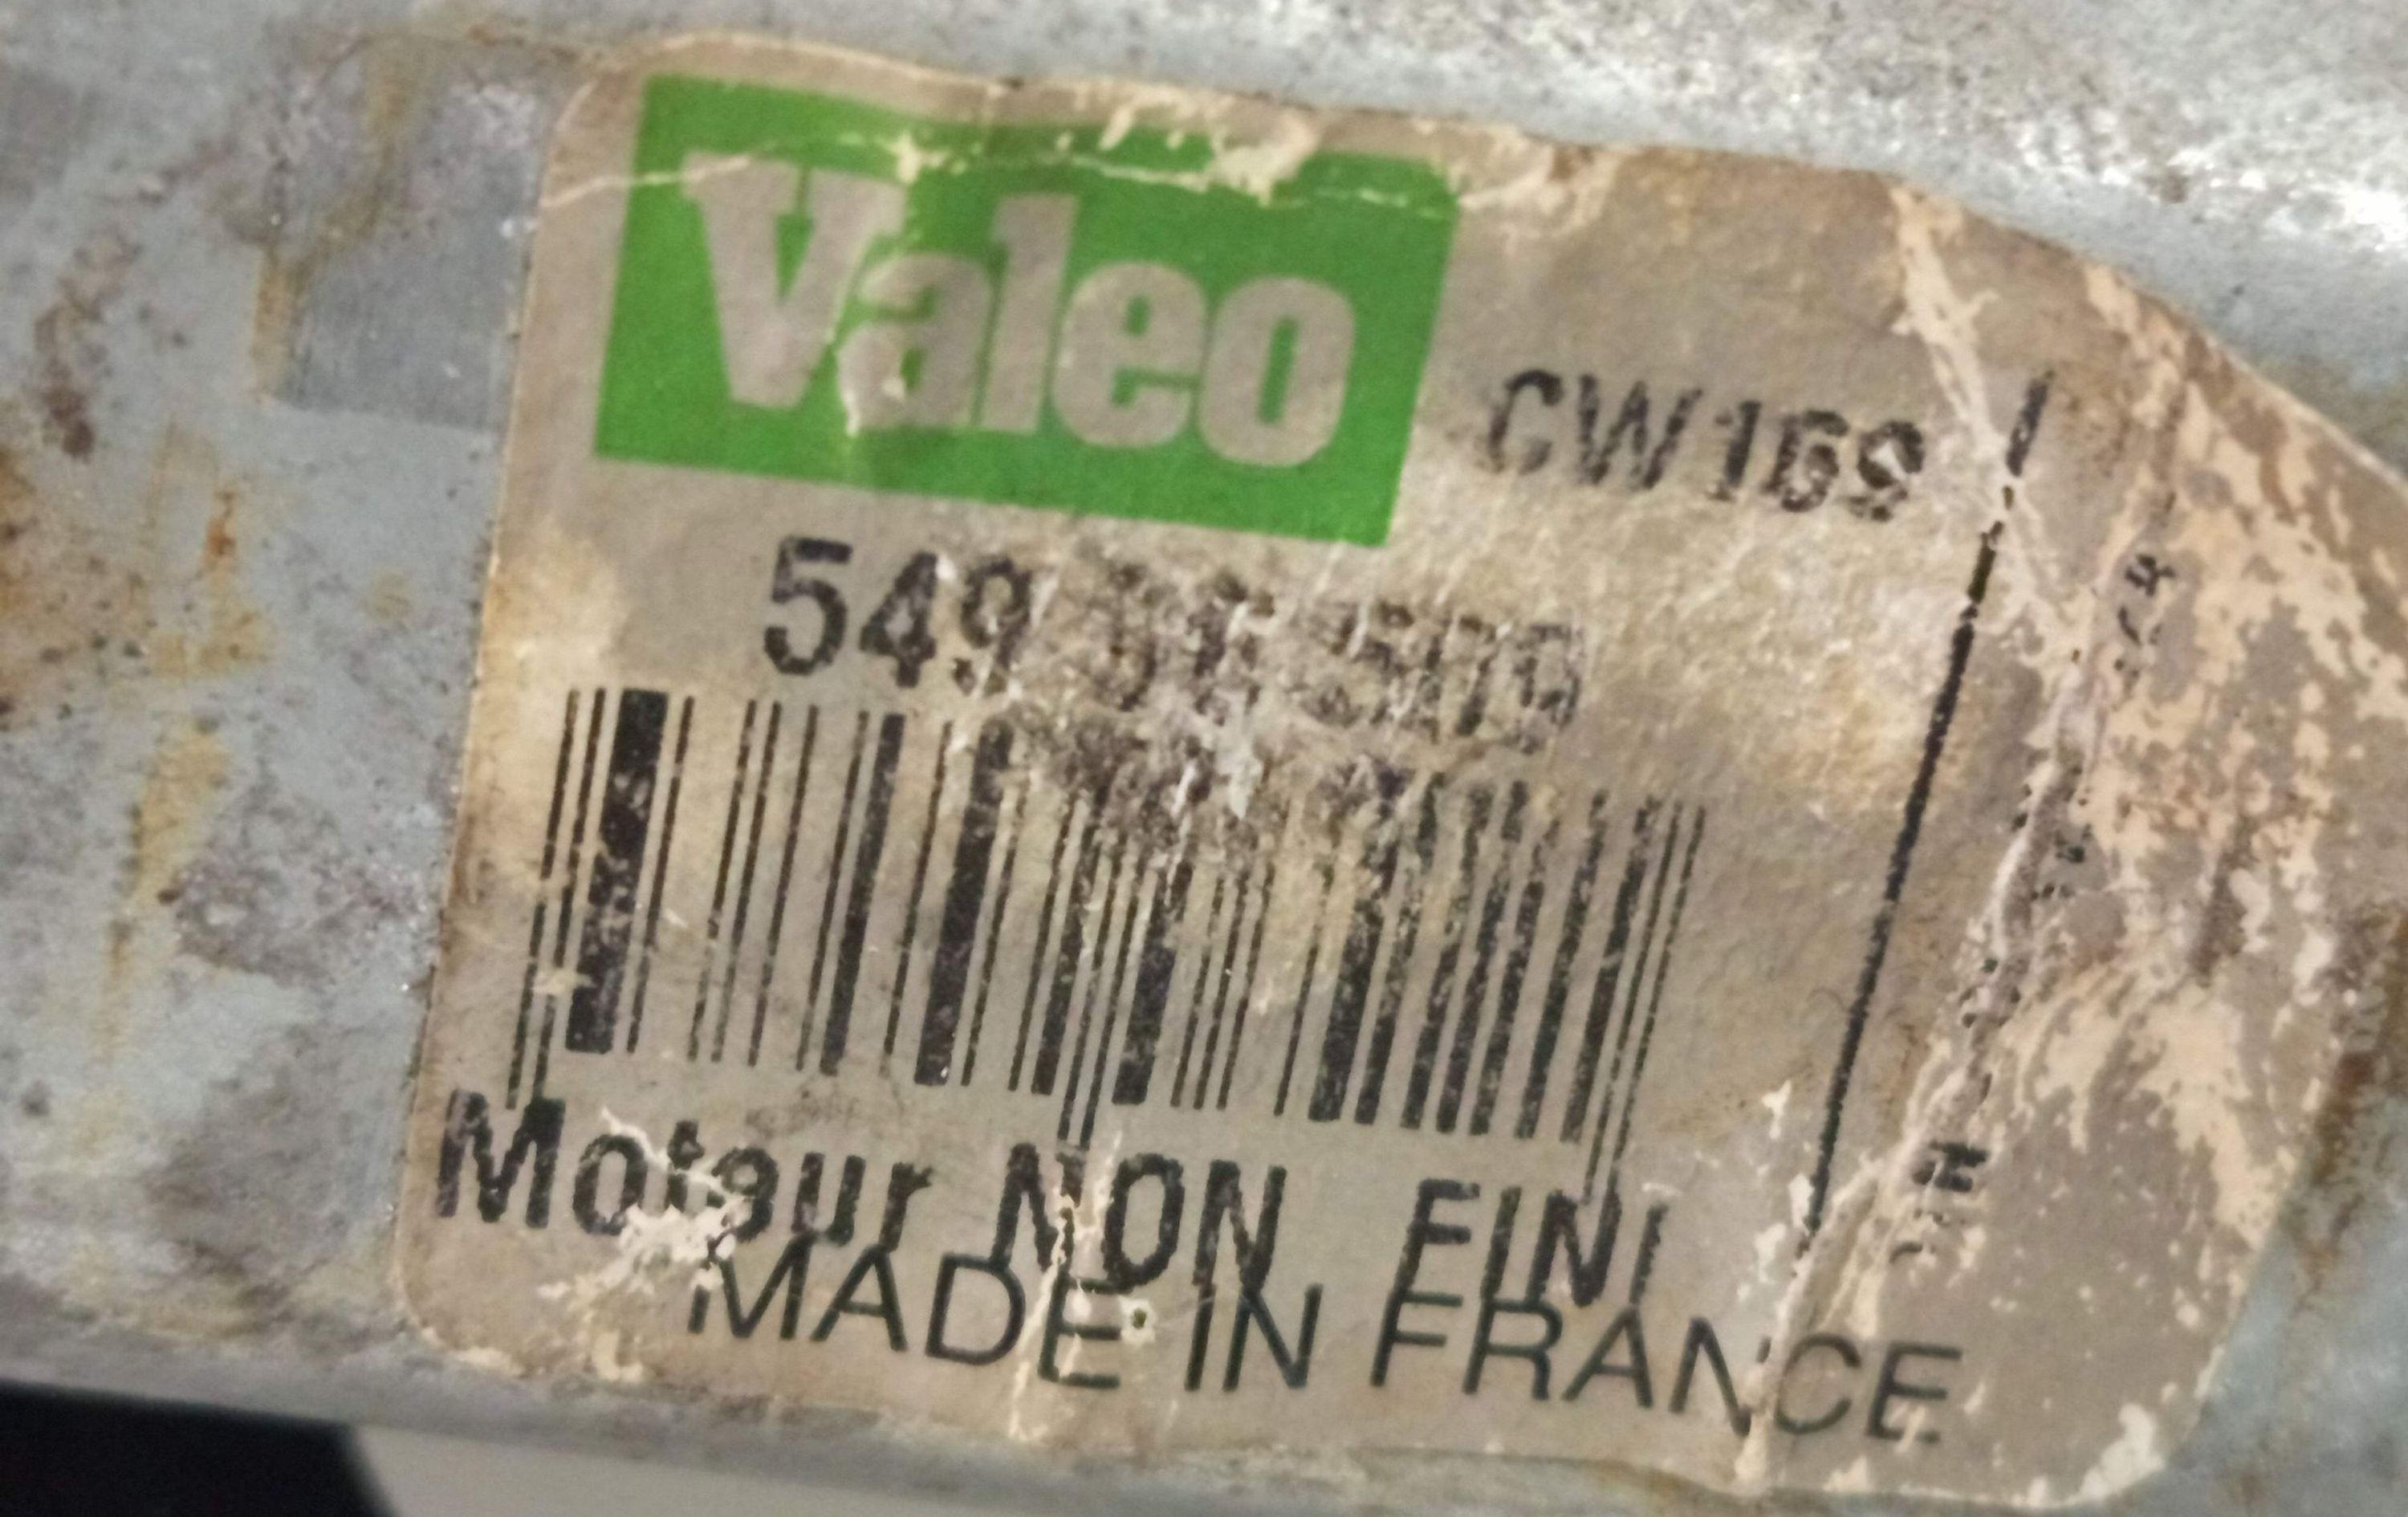 Valeo
CW169
549
Moteur NON FINI
MADE IN FRANCE